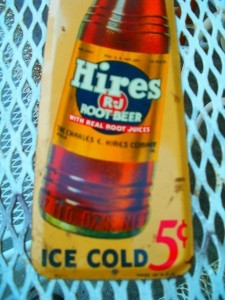 Hires
R-J
ROOT BEER
WITH REAL ROOT JUICES
THE CHARLES E. HIRES COMPANY
ICE COLD 5¢